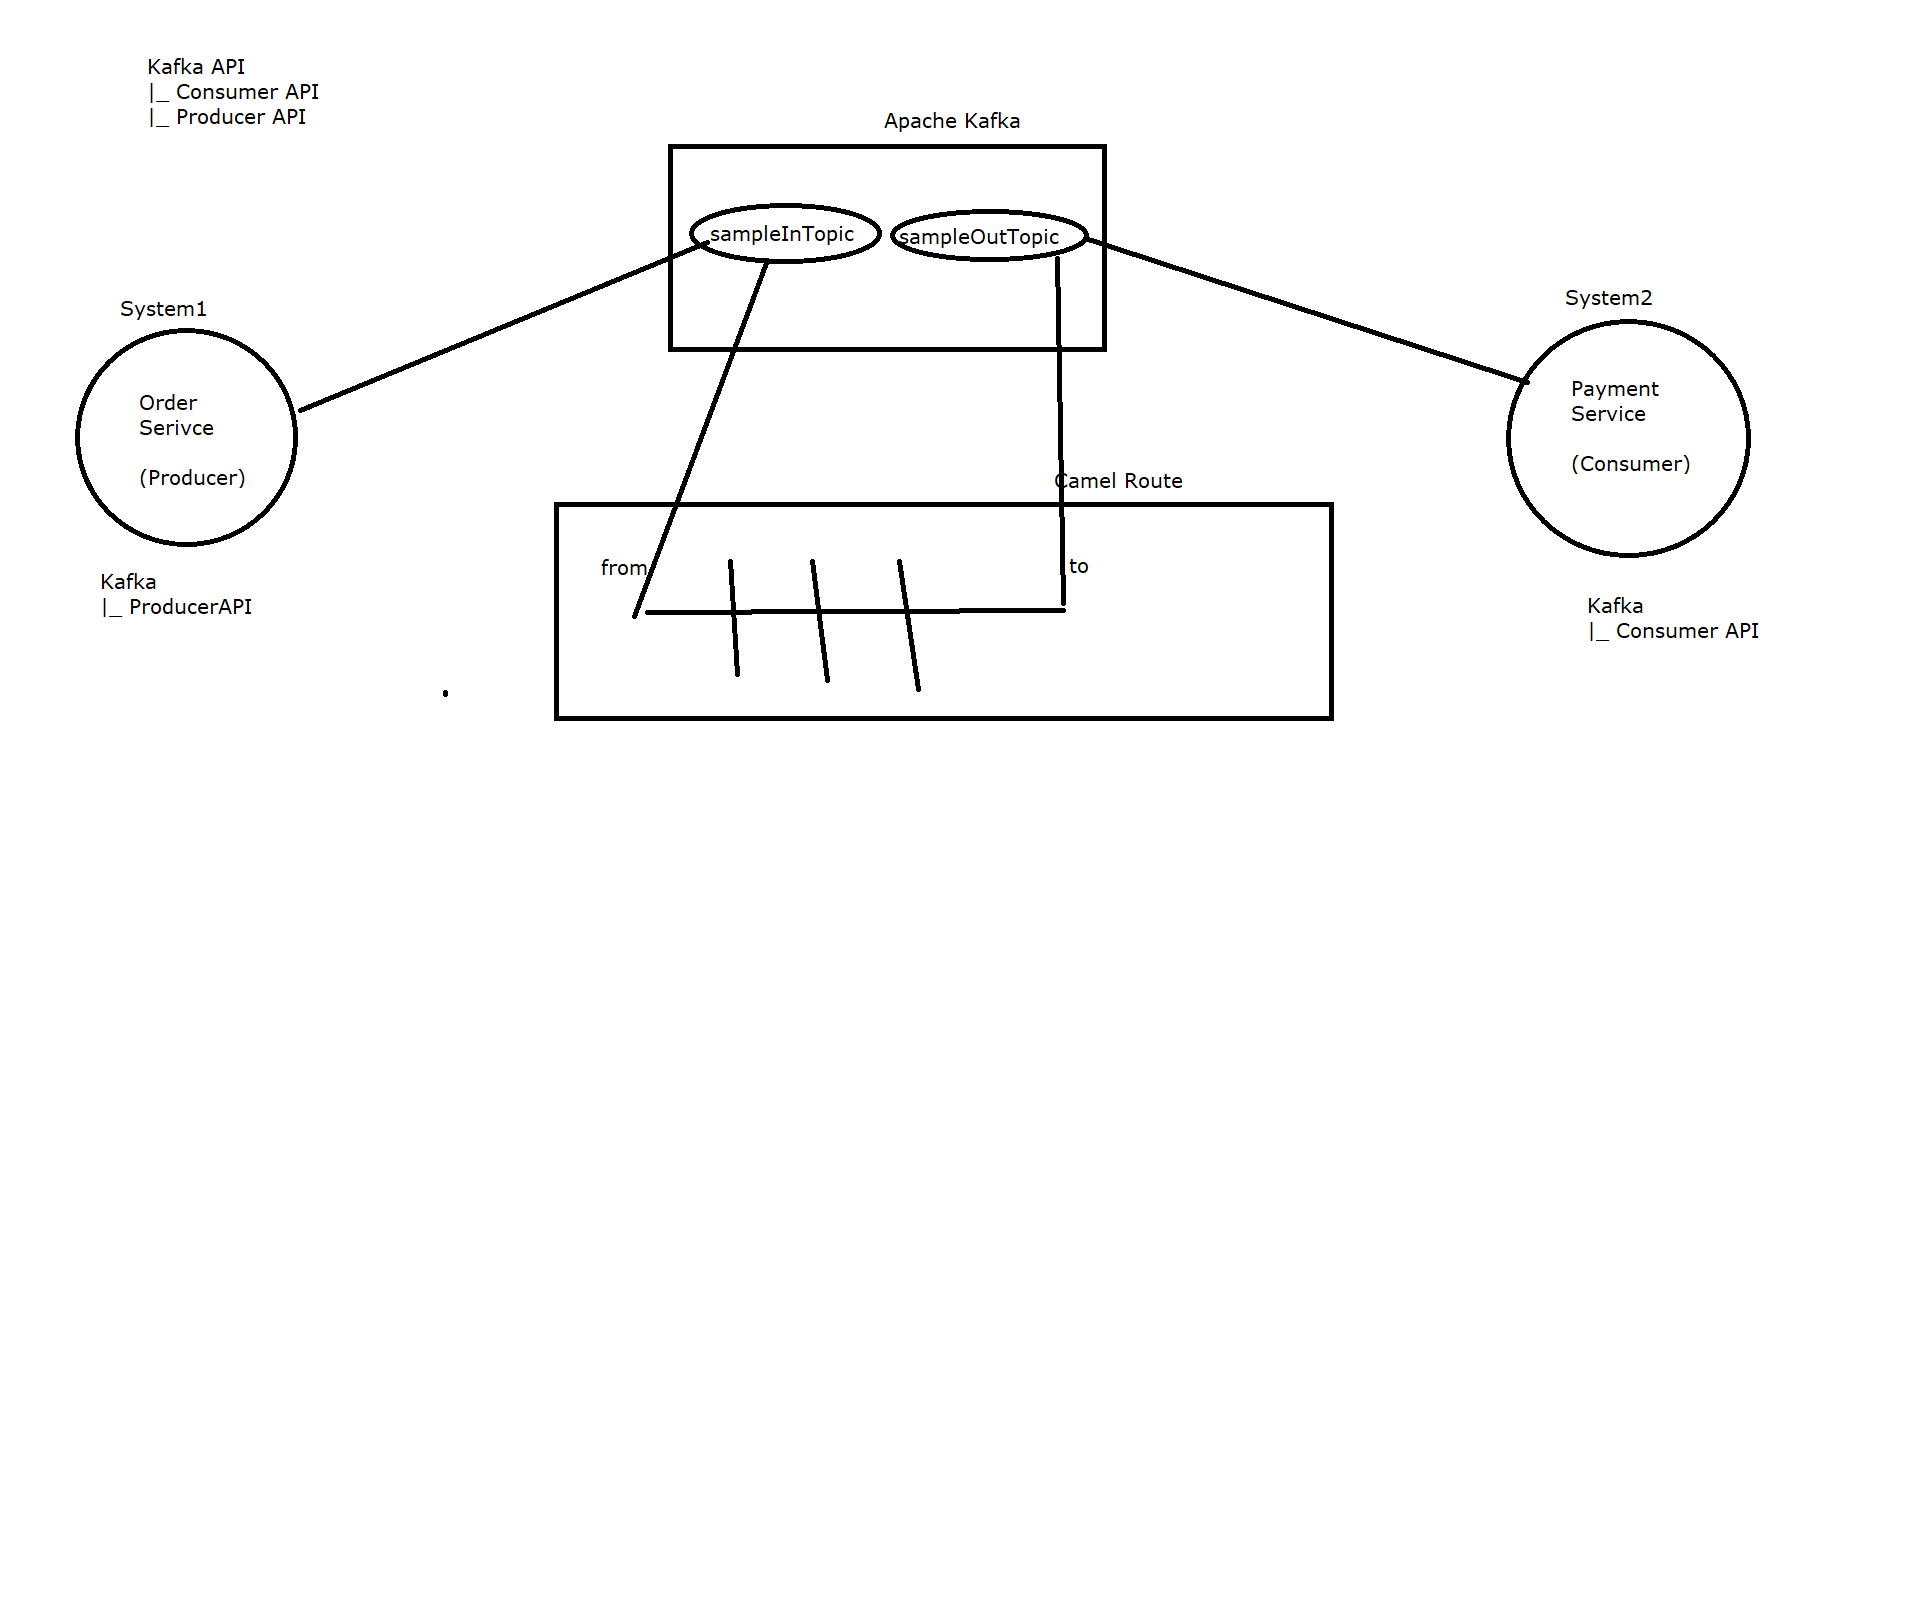 Kafka API
|_ Consumer API
|_ Producer API
Apache Kafka
sampleInTopic
sampleOutTopic
System1
Order
Serivce
(Producer)
Kafka
|_ ProducerAPI
System2
Payment
Service
(Consumer)
Kafka
|_ Consumer API
Camel Route
from
to